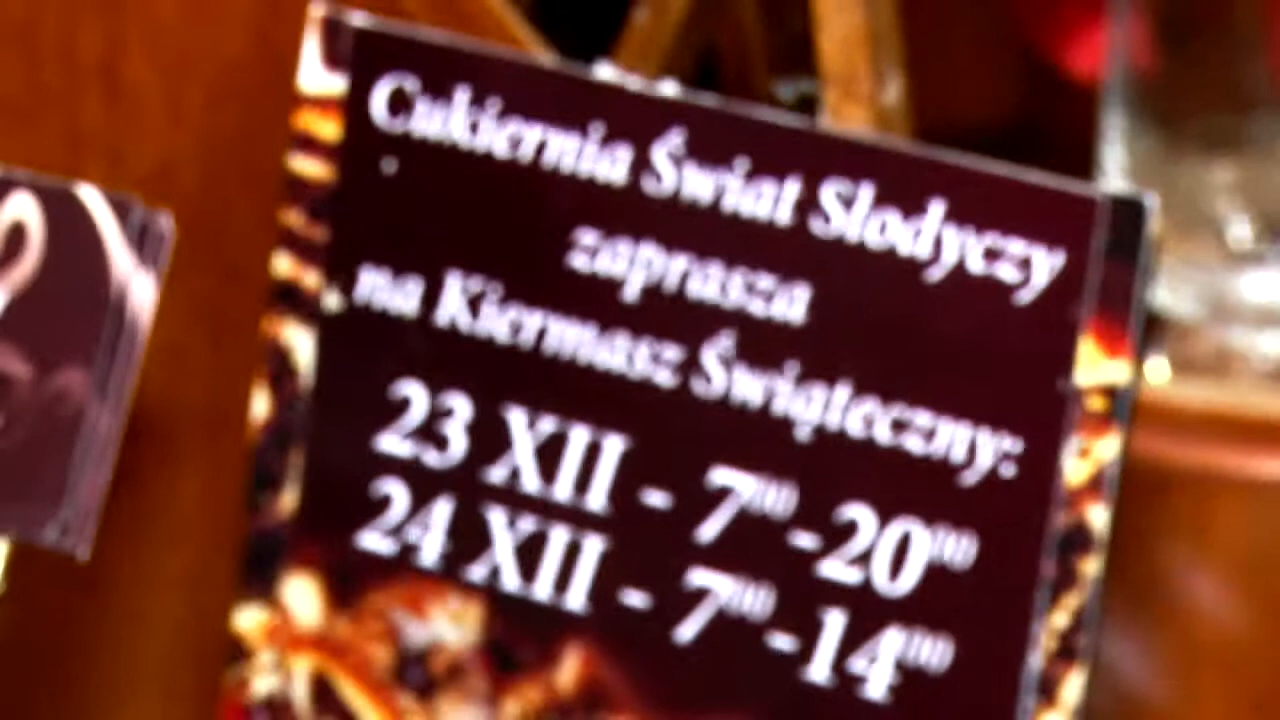 Cukiernia Świat Słodyczy
zaprasza
na Kiermasz Świąteczny:
23 XII - 7⁰⁰-20⁰⁰
24 XII - 7⁰⁰-14⁰⁰